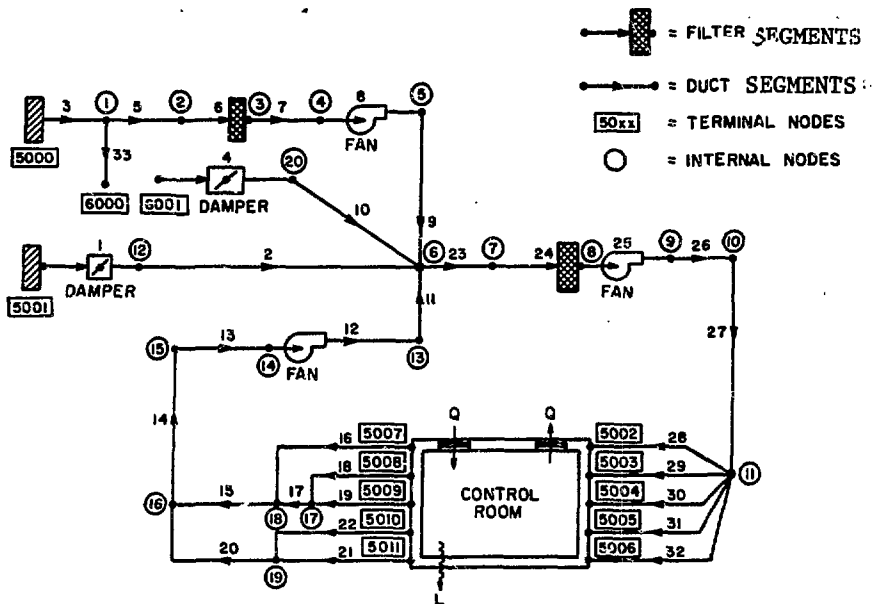 = FILTER SEGMENTS
= DUCT SEGMENTS
50xx = TERMINAL NODES
= INTERNAL NODES
3 1 5 2 6 3 7 4 8 5
FAN
5000
33
4 20
6000
6001 DAMPER
10
9
1 12 2 6 23 7 24 8 25 9 26 10
DAMPER
FAN
5001
11
27
15 13 14 12 13
FAN
14
Q Q
16 5007 5002 28
18 5008 5003 29 11
16 15 18 17 17 19 5009 CONTROL 5004 30
ROOM
22 5010 5005 31
20 19 21 5011 5006 32
L